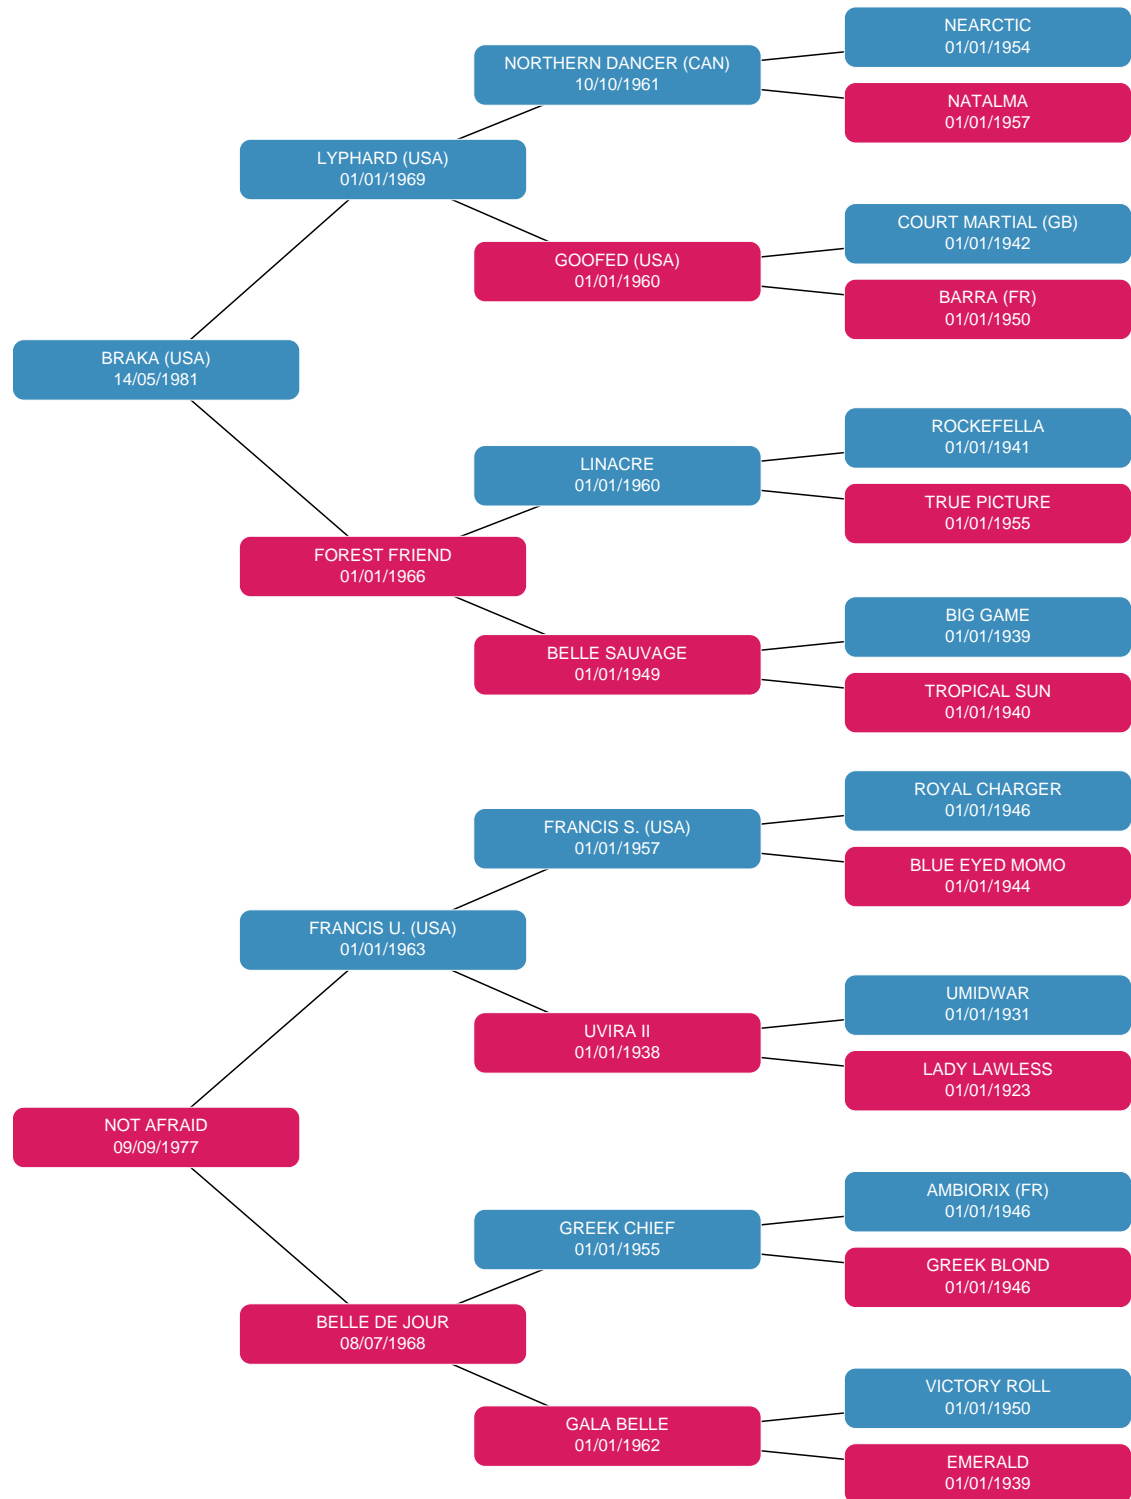 NEARCTIC
01/01/1954
NORTHERN DANCER (CAN)
10/10/1961
NATALMA
01/01/1957
LYPHARD (USA)
01/01/1969
COURT MARTIAL (GB)
01/01/1942
GOOFED (USA)
01/01/1960
BARRA (FR)
01/01/1950
BRAKA (USA)
14/05/1981
ROCKEFELLA
01/01/1941
LINACRE
01/01/1960
TRUE PICTURE
01/01/1955
FOREST FRIEND
01/01/1966
BIG GAME
01/01/1939
BELLE SAUVAGE
01/01/1949
TROPICAL SUN
01/01/1940
ROYAL CHARGER
01/01/1946
FRANCIS S. (USA)
01/01/1957
BLUE EYED MOMO
01/01/1944
FRANCIS U. (USA)
01/01/1963
UMIDWAR
01/01/1931
UVIRA II
01/01/1938
LADY LAWLESS
01/01/1923
NOT AFRAID
09/09/1977
AMBIORIX (FR)
01/01/1946
GREEK CHIEF
01/01/1955
GREEK BLOND
01/01/1946
BELLE DE JOUR
08/07/1968
VICTORY ROLL
01/01/1950
GALA BELLE
01/01/1962
EMERALD
01/01/1939